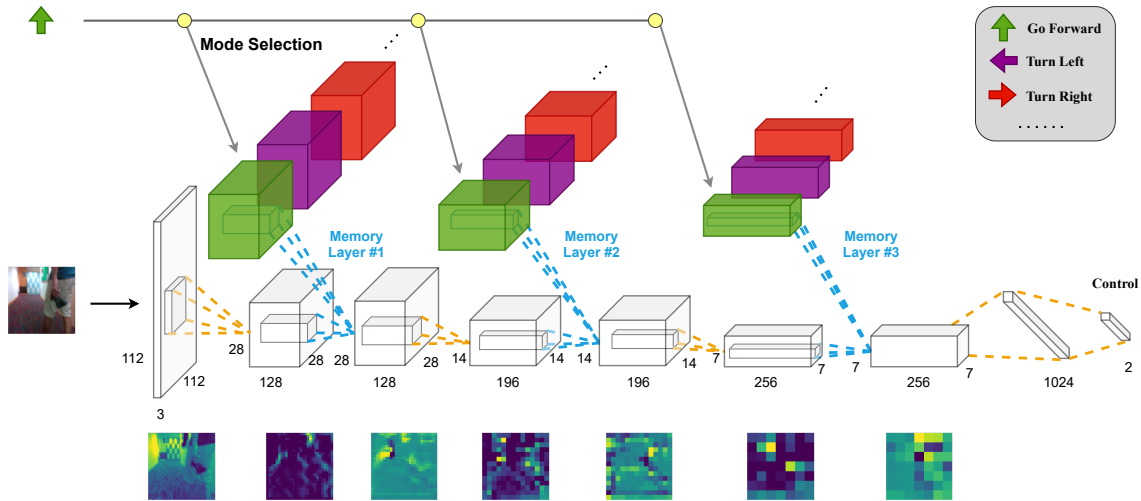 Mode Selection
Go Forward
Turn Left
Turn Right
......
Memory
Layer #1
Memory
Layer #2
Memory
Layer #3
Control
112
112
3
28
128
28
28
128
28
14
196
14
14
196
14
7
256
7
7
256
7
1024
2